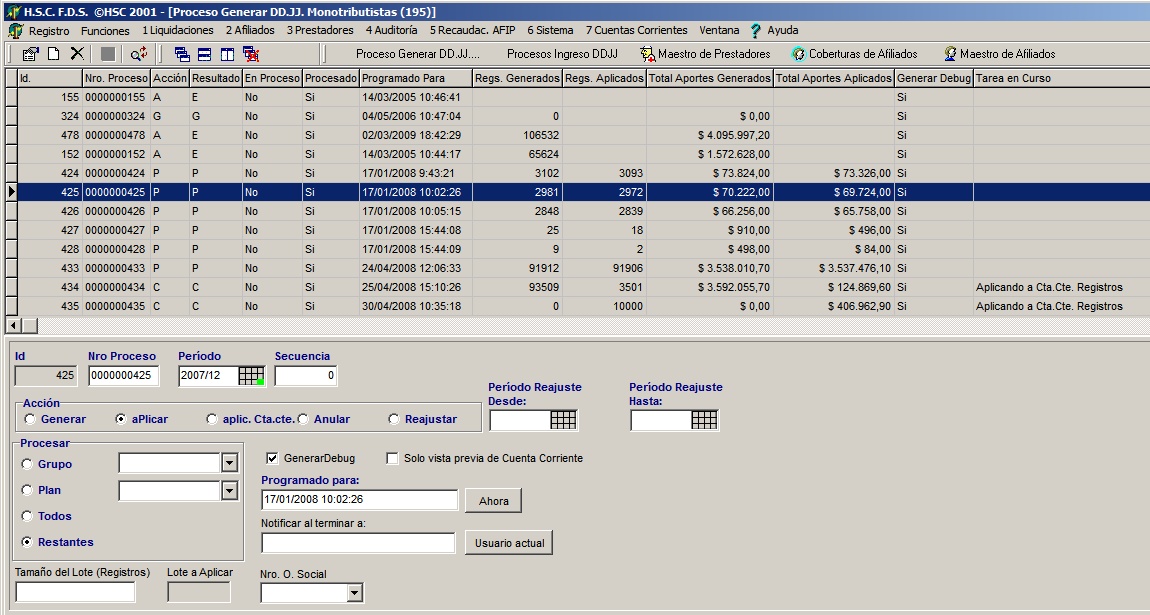 H.S.C. F.D.S. ©HSC 2001 - [Proceso Generar DD.JJ. Monotributistas (195)]
Registro Funciones 1 Liquidaciones 2 Afiliados 3 Prestadores 4 Auditoría 5 Recaudac. AFIP 6 Sistema 7 Cuentas Corrientes Ventana ? Ayuda
Proceso Generar DD.JJ.... Procesos Ingreso DDJJ Maestro de Prestadores Coberturas de Afiliados Maestro de Afiliados
Id. Nro. Proceso Acción Resultado En Proceso Procesado Programado Para Regs. Generados Regs. Aplicados Total Aportes Generados Total Aportes Aplicados Generar Debug Tarea en Curso
155 0000000155 A E No Si 14/03/2005 10:46:41 Si
324 0000000324 G G No Si 04/05/2006 10:47:04 0 $ 0,00 Si
478 0000000478 A E No Si 02/03/2009 18:42:29 106532 $ 4.095.997,20 Si
152 0000000152 A E No Si 14/03/2005 10:44:17 65624 $ 1.572.628,00 Si
424 0000000424 P P No Si 17/01/2008 9:43:21 3102 3093 $ 73.824,00 $ 73.326,00 Si
425 0000000425 P P No Si 17/01/2008 10:02:26 2981 2972 $ 70.222,00 $ 69.724,00 Si
426 0000000426 P P No Si 17/01/2008 10:05:15 2848 2839 $ 66.256,00 $ 65.758,00 Si
427 0000000427 P P No Si 17/01/2008 15:44:08 25 18 $ 910,00 $ 496,00 Si
428 0000000428 P P No Si 17/01/2008 15:44:09 9 2 $ 498,00 $ 84,00 Si
433 0000000433 P P No Si 24/04/2008 12:06:33 91912 91906 $ 3.538.010,70 $ 3.537.476,10 Si
434 0000000434 C C No Si 25/04/2008 15:10:26 93509 3501 $ 3.592.055,70 $ 124.869,60 Si Aplicando a Cta.Cte. Registros
435 0000000435 C C No Si 30/04/2008 10:35:18 0 10000 $ 0,00 $ 406.962,90 Si Aplicando a Cta.Cte. Registros
Id Nro Proceso Período Secuencia
425 0000000425 2007/12 0
Período Reajuste Desde:
Período Reajuste Hasta:
Acción
Generar aPlicar aplic. Cta.cte. Anular Reajustar
Procesar
Grupo
Plan
Todos
Restantes
GenerarDebug Solo vista previa de Cuenta Corriente
Programado para:
17/01/2008 10:02:26 Ahora
Notificar al terminar a:
Usuario actual
Tamaño del Lote (Registros) Lote a Aplicar Nro. O. Social